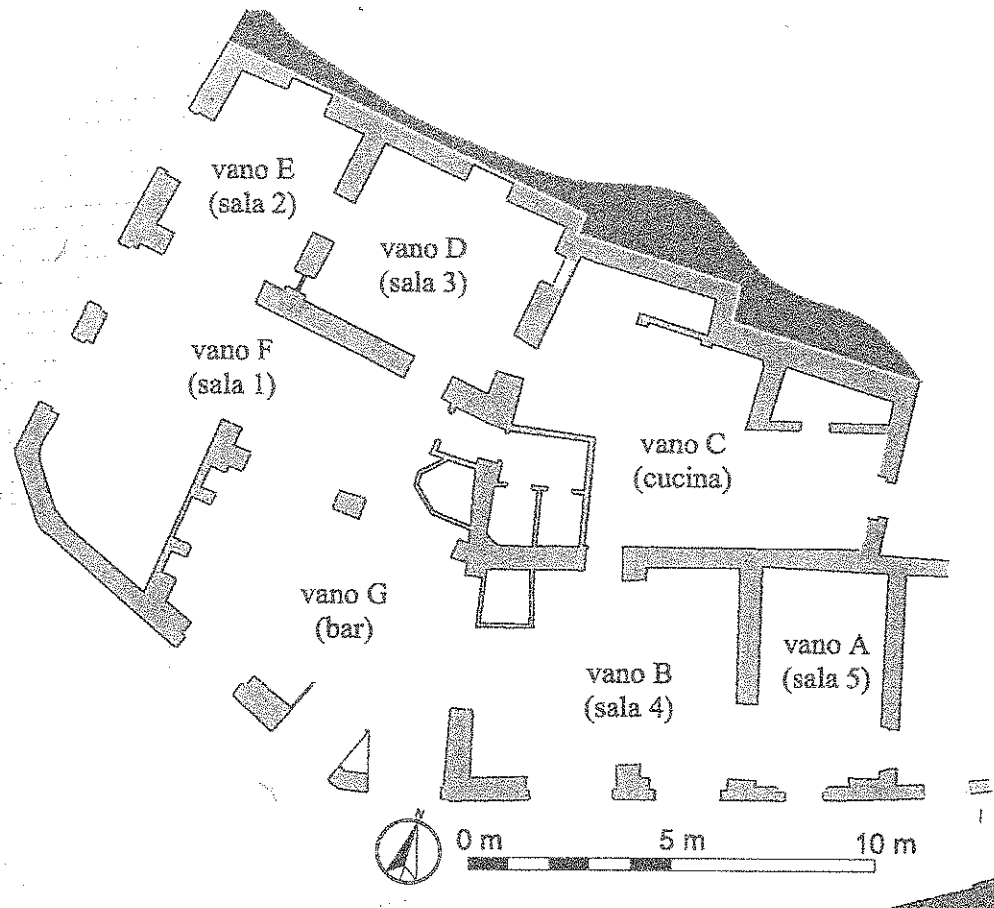 vano E
(sala 2)
vano D
(sala 3)
vano F
(sala 1)
vano C
(cucina)
vano G
(bar)
vano A
(sala 5)
vano B
(sala 4)
N
0 m
5 m
10 m